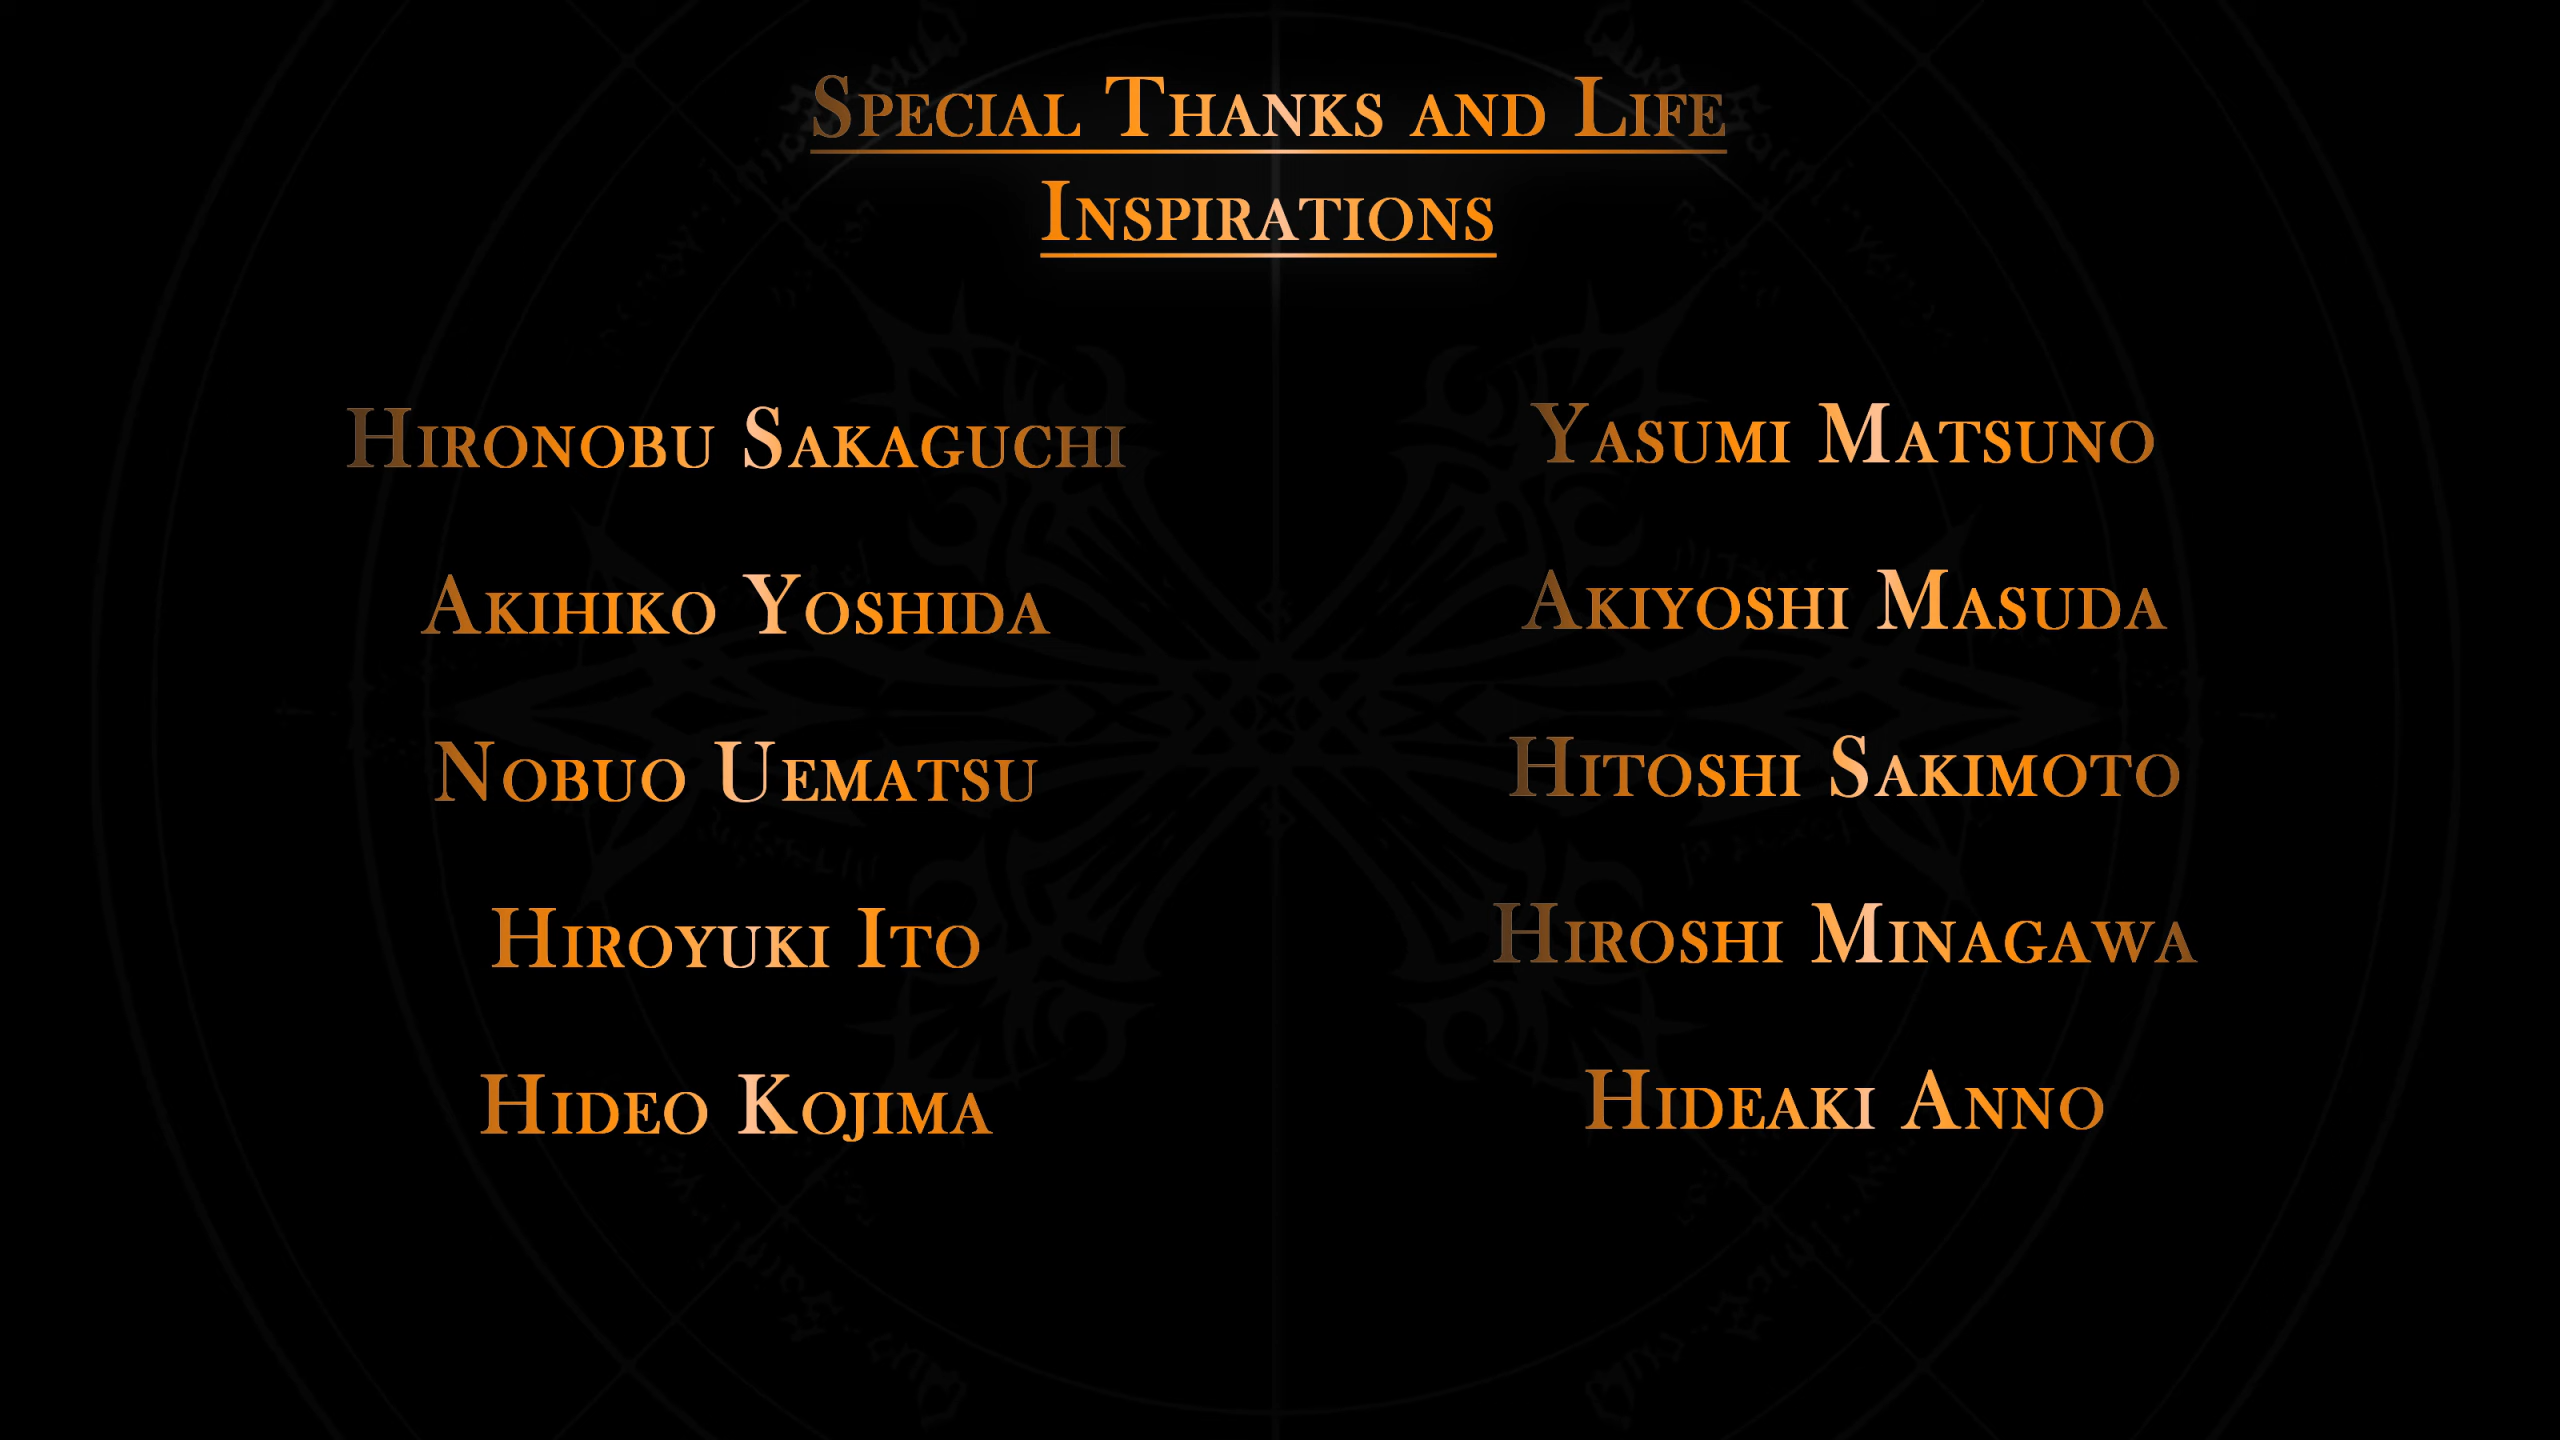 Special Thanks and Life
Inspirations
Hironobu Sakaguchi
Akihiko Yoshida
Nobuo Uematsu
Hiroyuki Ito
Hideo Kojima
Yasumi Matsuno
Akiyoshi Masuda
Hitoshi Sakimoto
Hiroshi Minagawa
Hideaki Anno